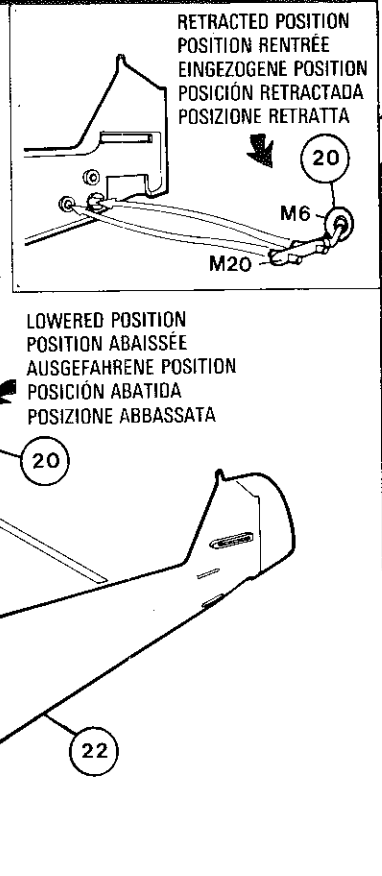 RETRACTED POSITION
POSITION RENTRÉE
EINGEZOGENE POSITION
POSICIÓN RETRACTADA
POSIZIONE RETRATTA
20
M6
M20
LOWERED POSITION
POSITION ABAISSÉE
AUSGEFAHRENE POSITION
POSICIÓN ABATIDA
POSIZIONE ABBASSATA
20
22